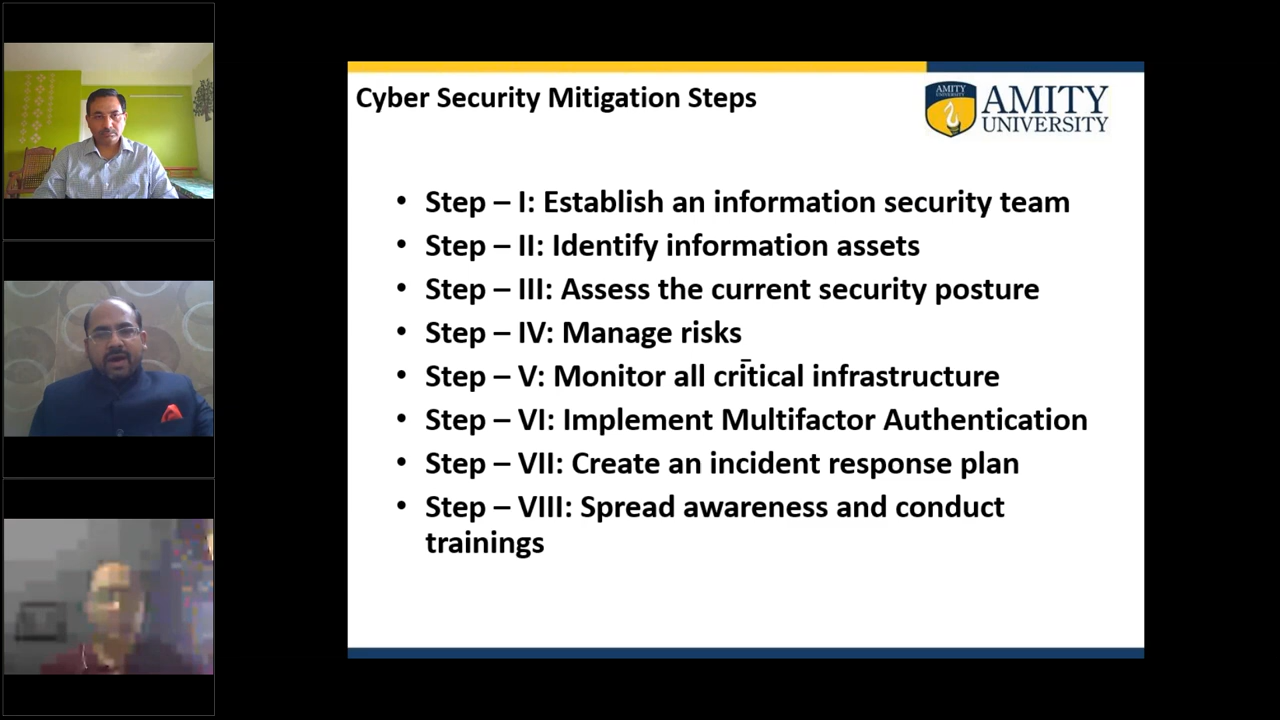 Cyber Security Mitigation Steps
AMITY
UNIVERSITY
AMITY
UNIVERSITY
• Step – I: Establish an information security team
• Step – II: Identify information assets
• Step – III: Assess the current security posture
• Step – IV: Manage risks
• Step – V: Monitor all critical infrastructure
• Step – VI: Implement Multifactor Authentication
• Step – VII: Create an incident response plan
• Step – VIII: Spread awareness and conduct
trainings